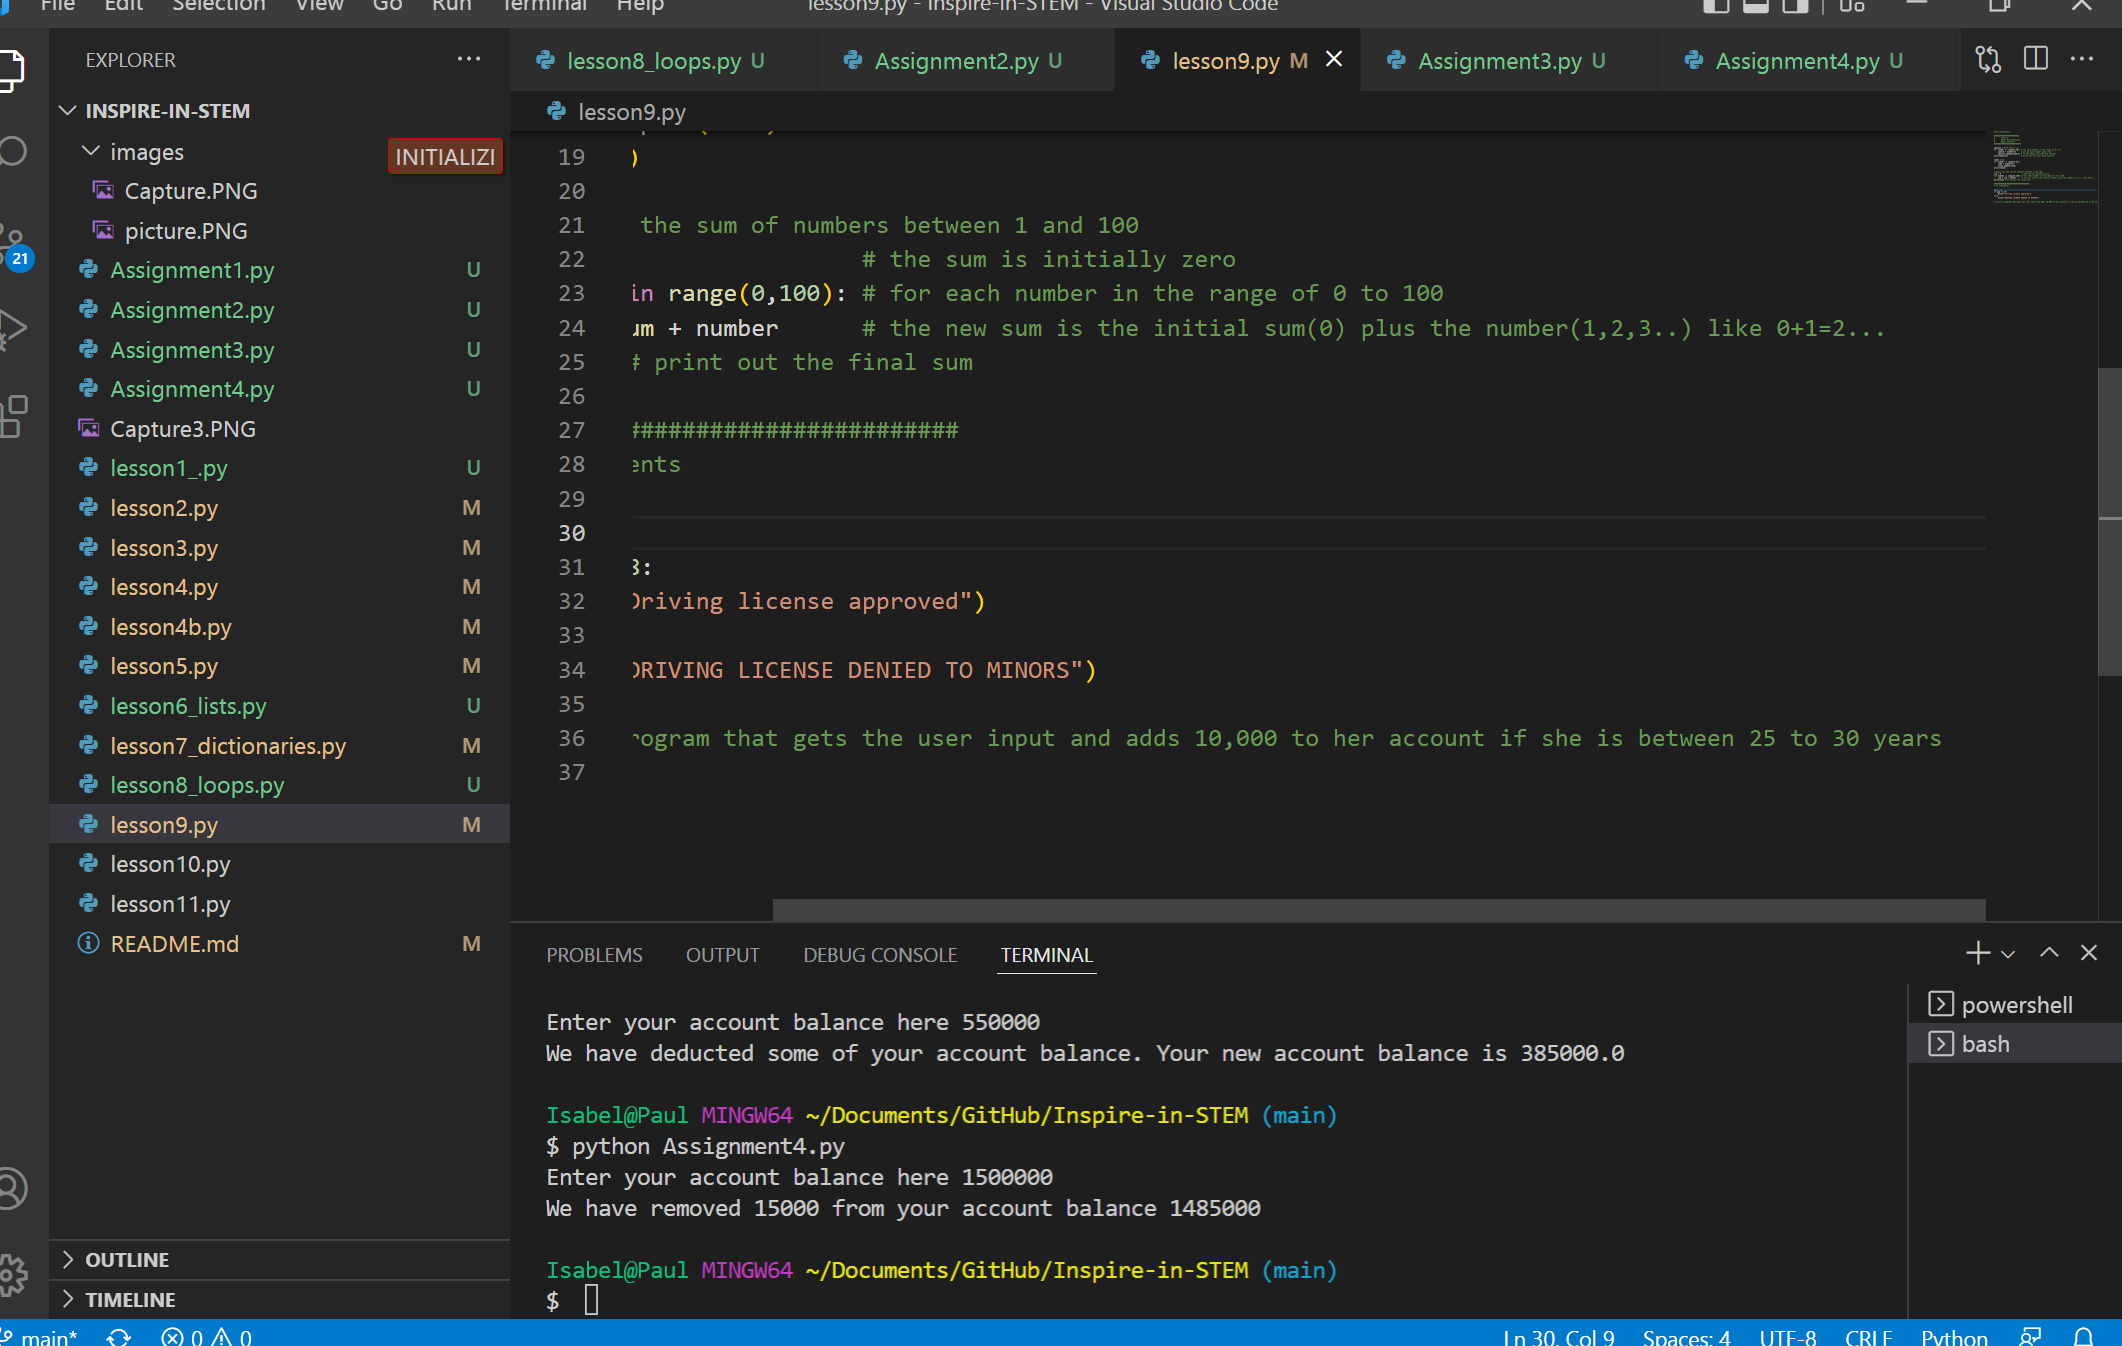 File Edit Selection View Go Run Terminal Help lesson9.py - Inspire-in-STEM - Visual Studio Code
EXPLORER ...
INSPIRE-IN-STEM
images
INITIALIZI
Capture.PNG
picture.PNG
Assignment1.py U
Assignment2.py U
Assignment3.py U
Assignment4.py U
Capture3.PNG
lesson1_.py U
lesson2.py M
lesson3.py M
lesson4.py M
lesson4b.py M
lesson5.py M
lesson6_lists.py U
lesson7_dictionaries.py M
lesson8_loops.py U
lesson9.py M
lesson10.py
lesson11.py
README.md M
OUTLINE
TIMELINE
21
lesson8_loops.py U Assignment2.py U lesson9.py M Assignment3.py U Assignment4.py U
lesson9.py
19 )
20
21 the sum of numbers between 1 and 100
22 # the sum is initially zero
23 in range(0,100): # for each number in the range of 0 to 100
24 um + number # the new sum is the initial sum(0) plus the number(1,2,3..) like 0+1=2...
25 # print out the final sum
26
27 ########################
28 ents
29
30
31 3:
32 Driving license approved")
33
34 DRIVING LICENSE DENIED TO MINORS")
35
36 rogram that gets the user input and adds 10,000 to her account if she is between 25 to 30 years
37
PROBLEMS OUTPUT DEBUG CONSOLE TERMINAL
Enter your account balance here 550000
We have deducted some of your account balance. Your new account balance is 385000.0
Isabel@Paul MINGW64 ~/Documents/GitHub/Inspire-in-STEM (main)
$ python Assignment4.py
Enter your account balance here 1500000
We have removed 15000 from your account balance 1485000
Isabel@Paul MINGW64 ~/Documents/GitHub/Inspire-in-STEM (main)
$
powershell
bash
main* 0 0 Ln 30, Col 9 Spaces: 4 UTF-8 CRLF Python